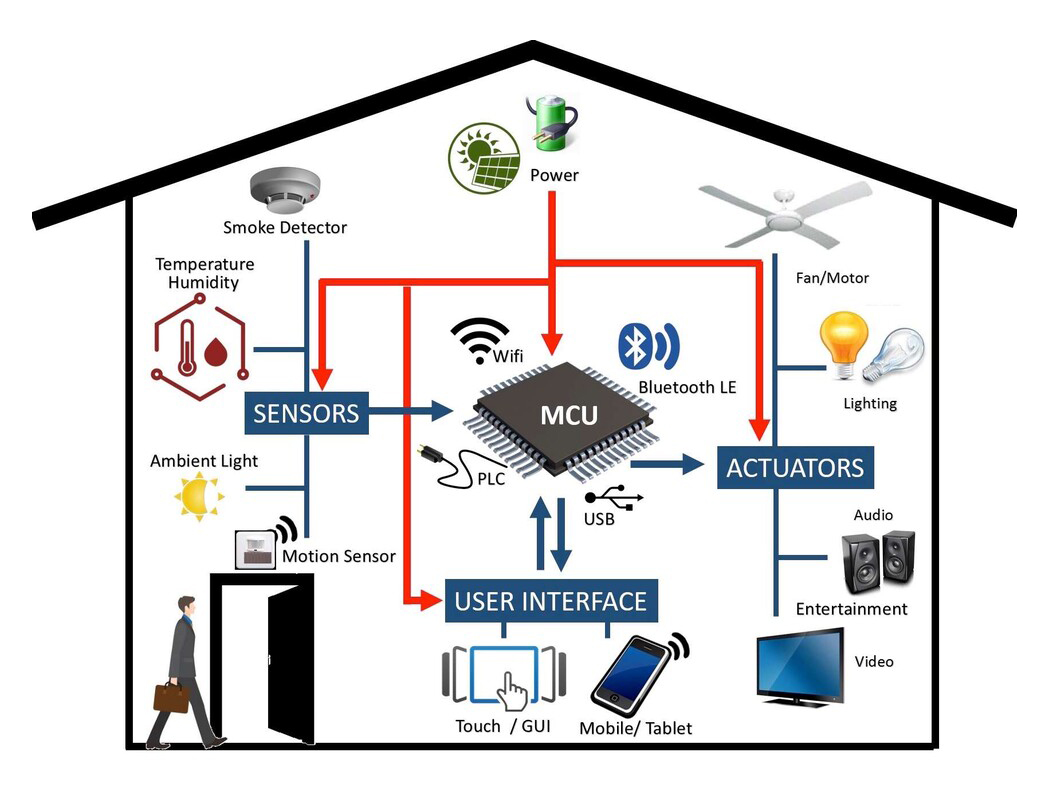 Power
Smoke Detector
Temperature
Humidity
Fan/Motor
Wifi
Bluetooth LE
Lighting
SENSORS
MCU
Ambient Light
PLC
ACTUATORS
USB
Audio
Motion Sensor
USER INTERFACE
Entertainment
Video
Touch / GUI
Mobile/ Tablet